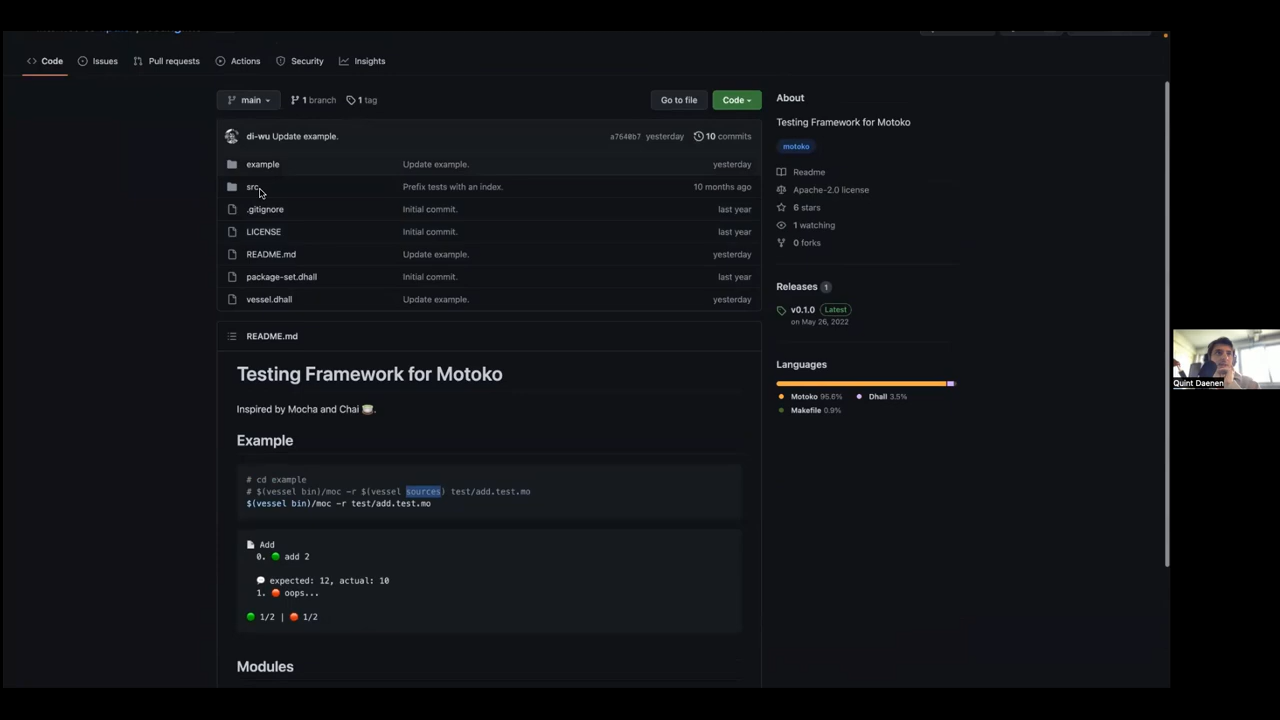 Code Issues Pull requests Actions Security Insights
main 1 branch 1 tag Go to file Code
di-wu Update example. a7640b7 yesterday 10 commits
example Update example. yesterday
src Prefix tests with an index. 10 months ago
.gitignore Initial commit. last year
LICENSE Initial commit. last year
README.md Update example. yesterday
package-set.dhall Initial commit. last year
vessel.dhall Update example. yesterday
README.md
Testing Framework for Motoko
Inspired by Mocha and Chai ☕.
Example
# cd example
# $(vessel bin)/moc -r $(vessel sources) test/add.test.mo
$(vessel bin)/moc -r test/add.test.mo
Add
0. 🟢 add 2
💬 expected: 12, actual: 10
1. 🔴 oops...
🟢 1/2 | 🔴 1/2
Modules
About
Testing Framework for Motoko
motoko
Readme
Apache-2.0 license
6 stars
1 watching
0 forks
Releases 1
v0.1.0 Latest
on May 26, 2022
Languages
Motoko 95.6% Dhall 3.5%
Makefile 0.9%
Quint Daenen